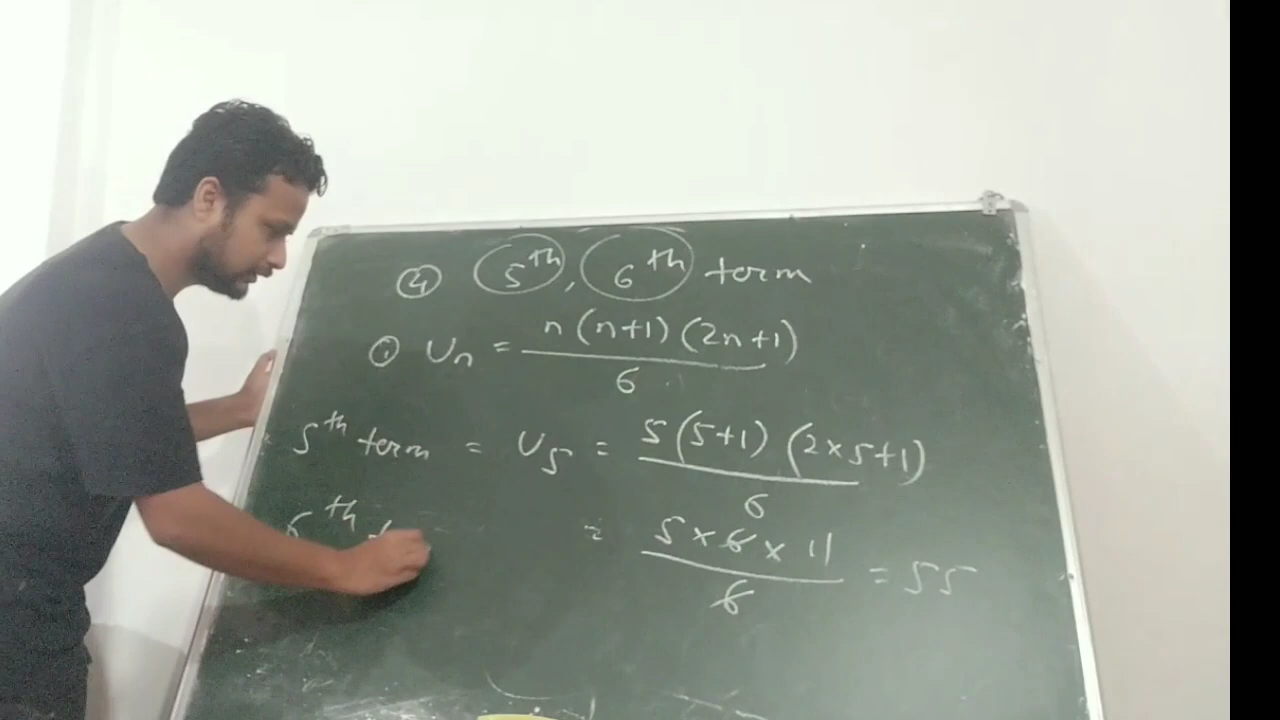 ④ 5th, 6th term
① Un = n(n+1)(2n+1) / 6
5th term = U5 = 5(5+1)(2×5+1) / 6
= 5×6×11 / 6 = 55
6th